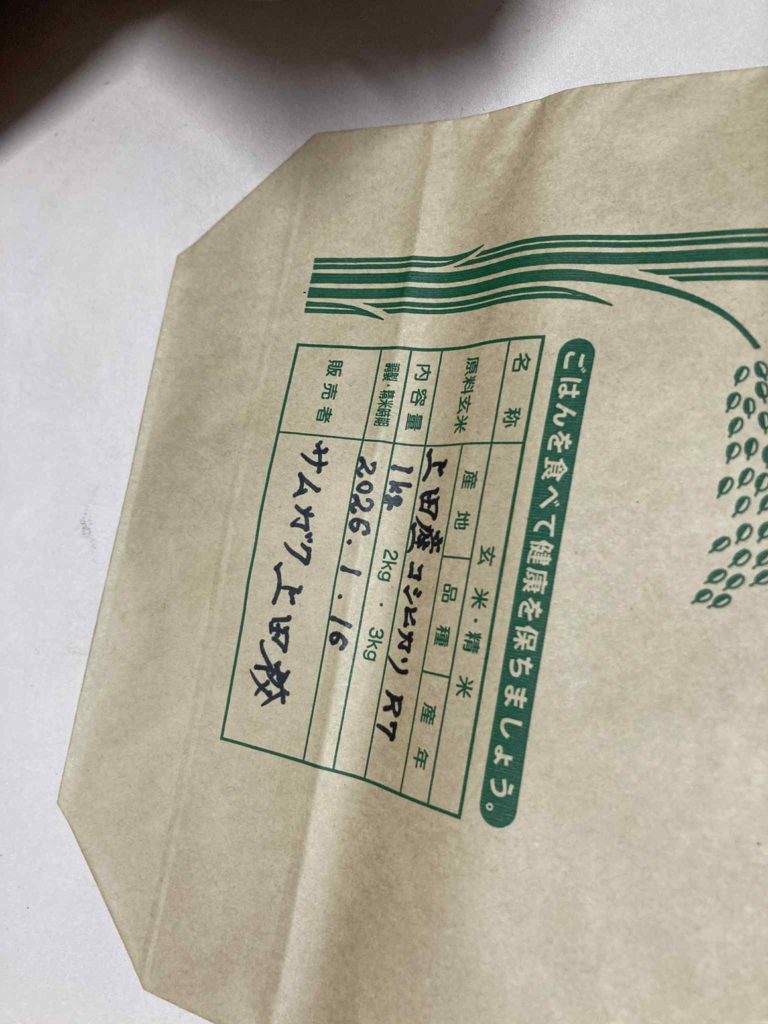 ごはんを食べて健康を保ちましょう。
名称 玄米・精米
原料玄米 産地 品種 産年
上田産 コシヒカリ R7
内容量 1kg 2kg・3kg
調製・精米時期 2026.1.16
販売者 サムガワ上田